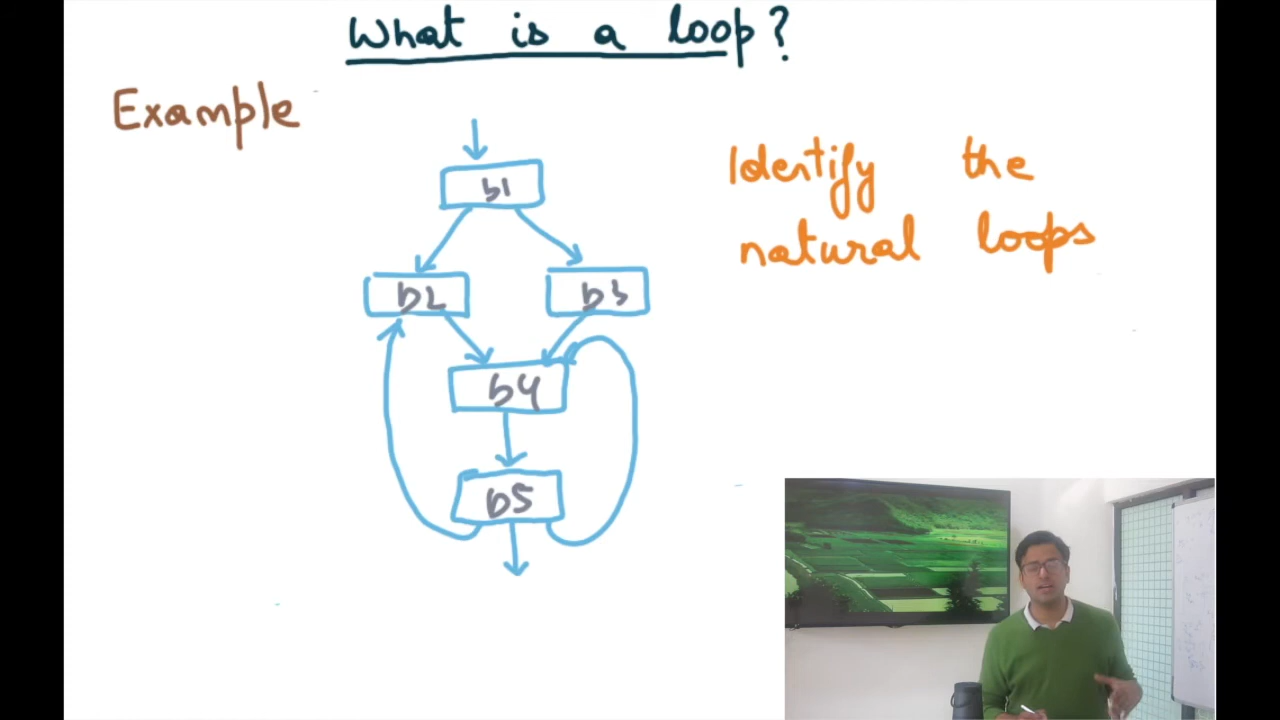 What is a loop?
Example
Identify the
natural loops
b1
b2 b3
b4
b5